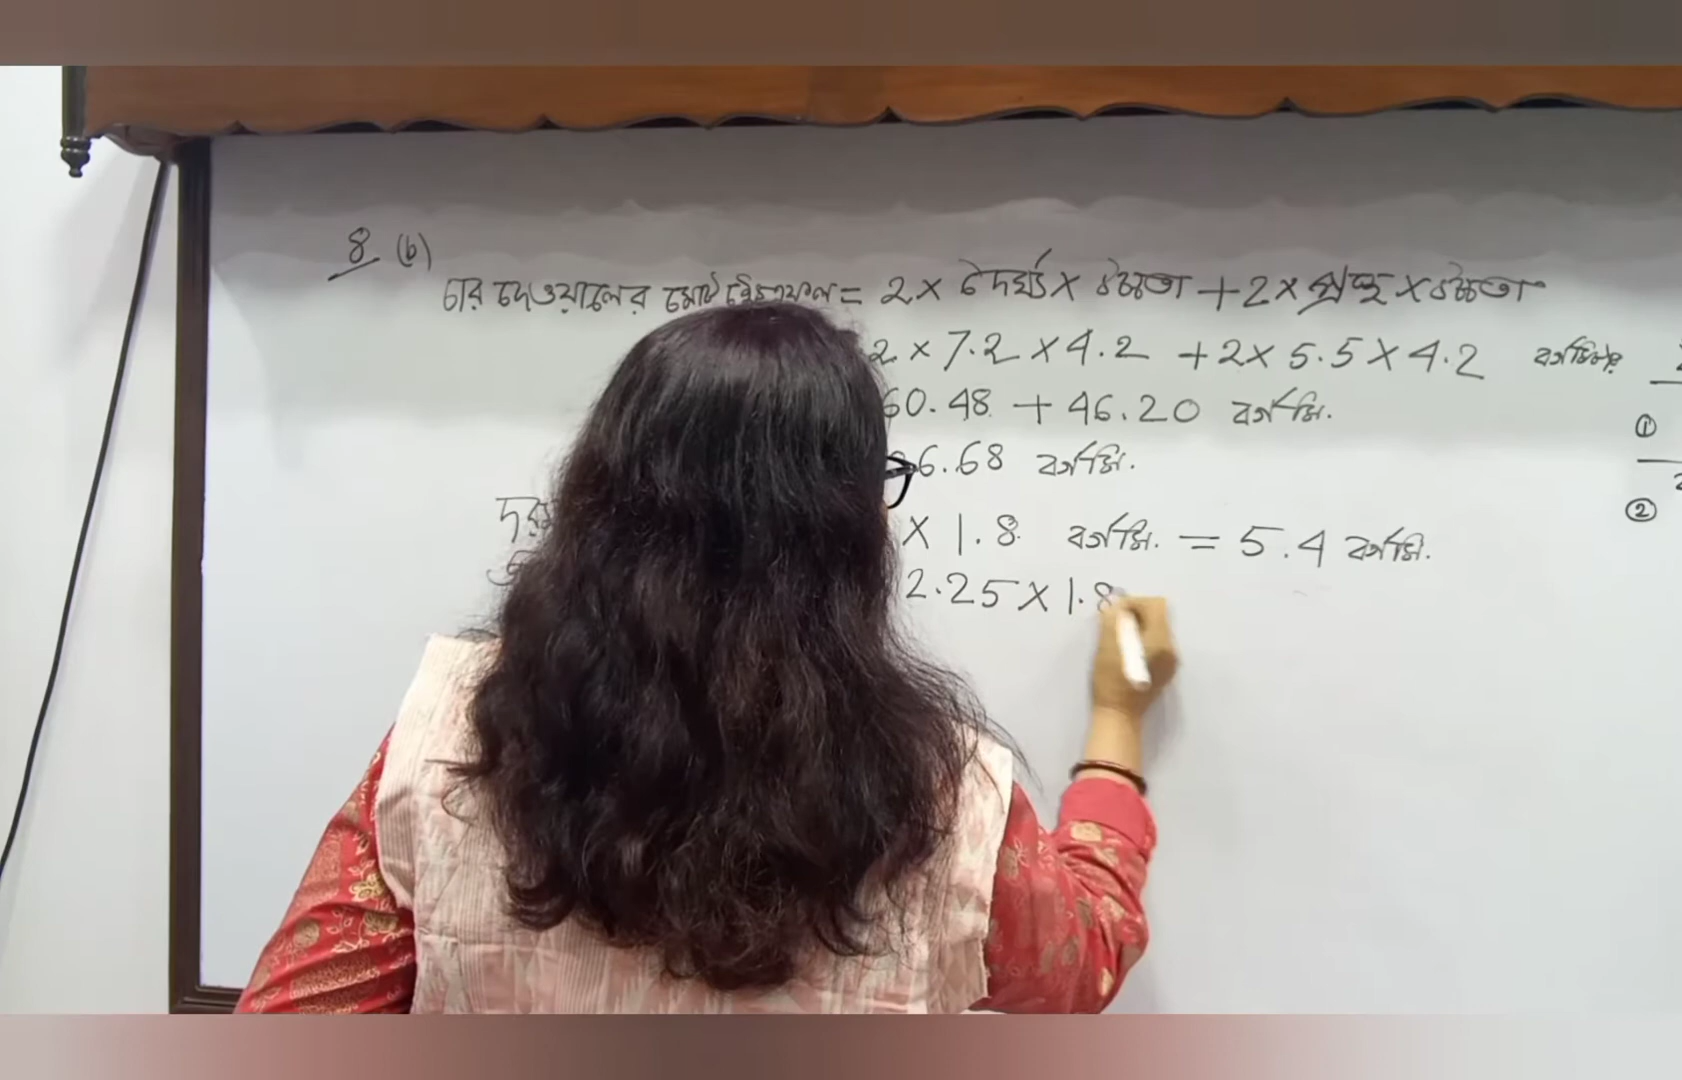 8 (b)
চার দেওয়ালের মোট ক্ষেত্রফল = 2 × দৈর্ঘ্য × উচ্চতা + 2 × প্রস্থ × উচ্চতা
2 × 7.2 × 4.2 + 2 × 5.5 × 4.2 বর্গমিটার
60.48 + 46.20 বর্গমি.
6.68 বর্গমি.
× 1.8 বর্গমি. = 5.4 বর্গমি.
2.25 × 1.8
①
②